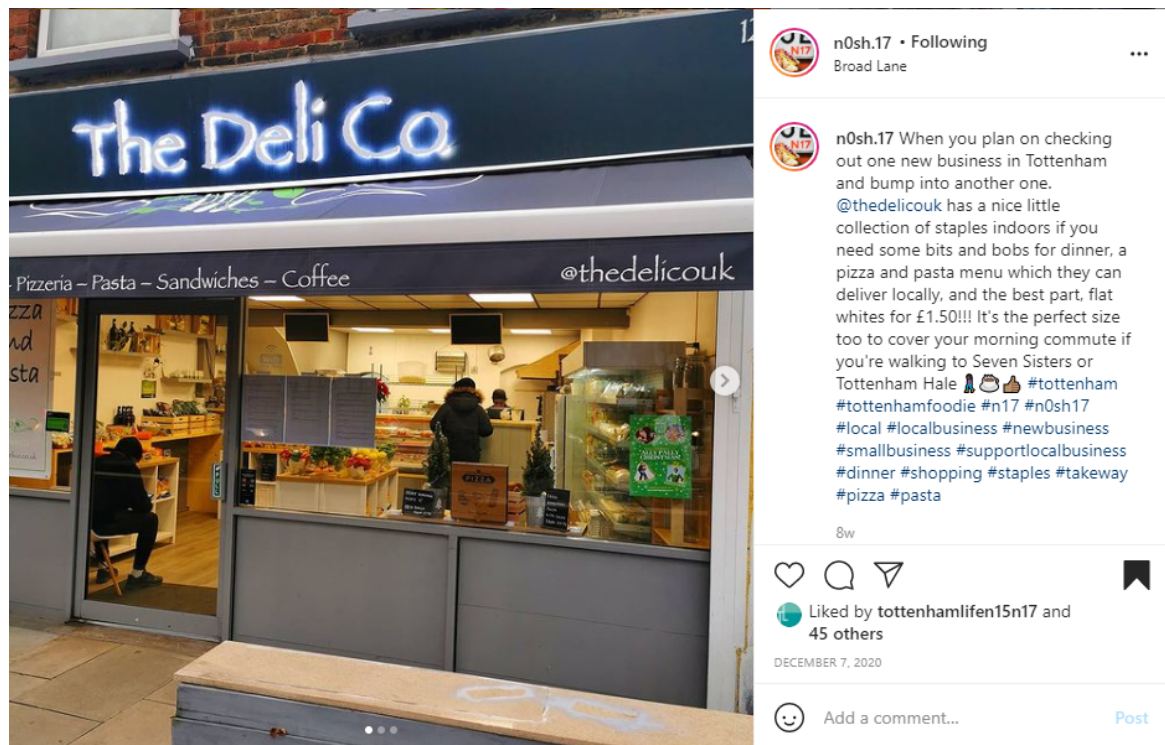 12
The Deli Co.
- Pizzeria – Pasta – Sandwiches – Coffee
@thedelicouk
zza
nd
sta
PIZZA
n0sh.17 • Following
Broad Lane
n0sh.17 When you plan on checking
out one new business in Tottenham
and bump into another one.
@thedelicouk has a nice little
collection of staples indoors if you
need some bits and bobs for dinner, a
pizza and pasta menu which they can
deliver locally, and the best part, flat
whites for £1.50!!! It's the perfect size
too to cover your morning commute if
you're walking to Seven Sisters or
Tottenham Hale 🧍🏾‍♀️☕👍🏾 #tottenham
#tottenhamfoodie #n17 #n0sh17
#local #localbusiness #newbusiness
#smallbusiness #supportlocalbusiness
#dinner #shopping #staples #takeway
#pizza #pasta
8w
Liked by tottenhamlifen15n17 and
45 others
DECEMBER 7, 2020
Add a comment...
Post